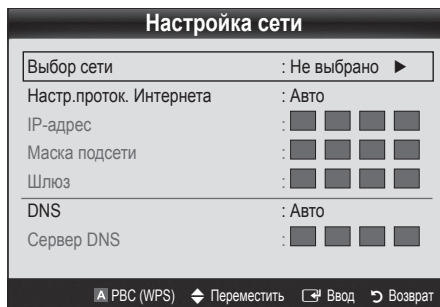 Настройка сети
Выбор сети : Не выбрано ►
Настр.проток. Интернета : Авто
IP-адрес :
Маска подсети :
Шлюз :
DNS : Авто
Сервер DNS :
A PBC (WPS) Переместить Ввод Возврат